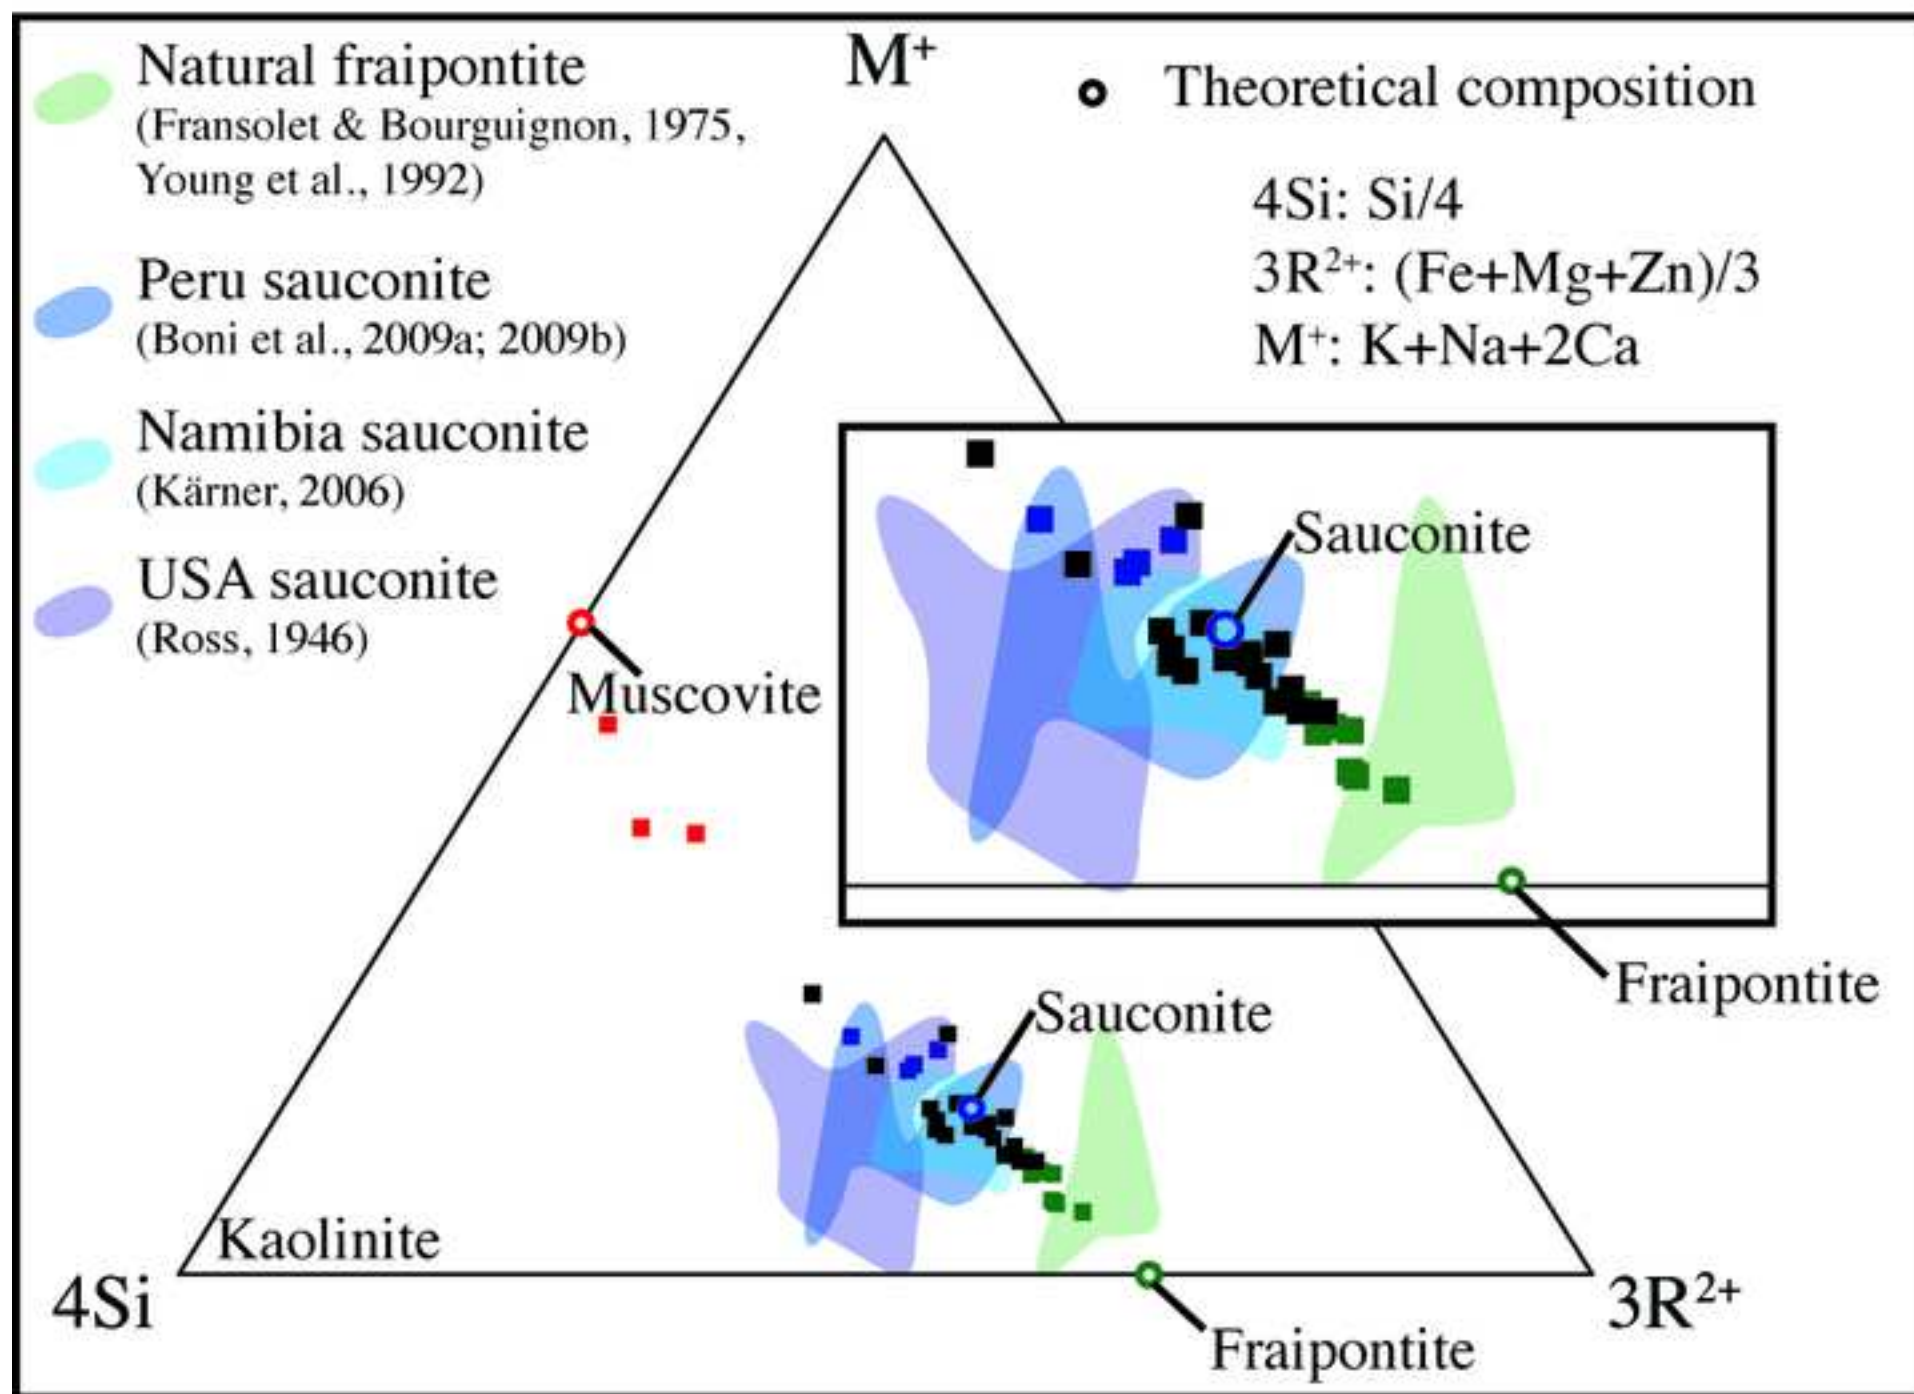 Natural fraipontite
(Fransolet & Bourguignon, 1975,
Young et al., 1992)
Peru sauconite
(Boni et al., 2009a; 2009b)
Namibia sauconite
(Kärner, 2006)
USA sauconite
(Ross, 1946)
M⁺
Theoretical composition
4Si: Si/4
3R²⁺: (Fe+Mg+Zn)/3
M⁺: K+Na+2Ca
Sauconite
Muscovite
Fraipontite
Sauconite
Kaolinite
4Si
3R²⁺
Fraipontite